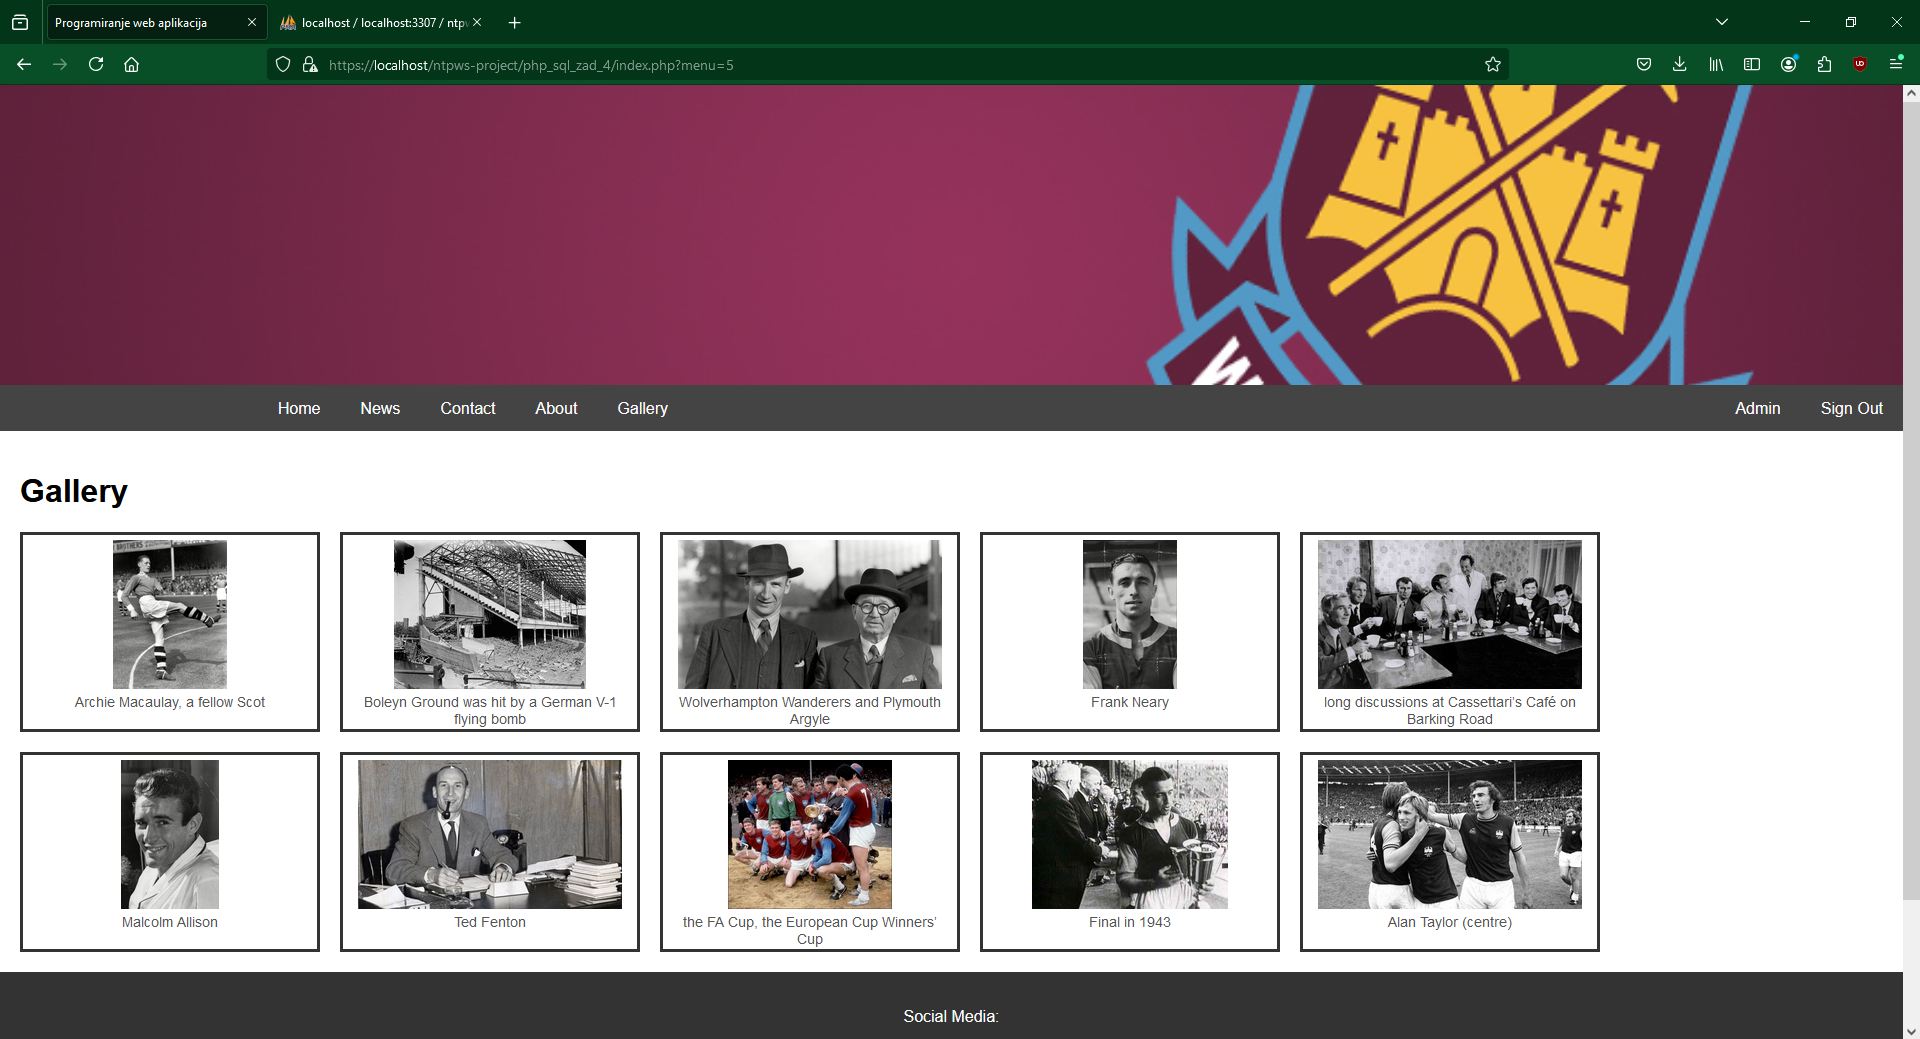 Programiranje web aplikacija
localhost / localhost:3307 / ntpw
https://localhost/ntpws-project/php_sql_zad_4/index.php?menu=5
Home News Contact About Gallery Admin Sign Out
Gallery
Archie Macaulay, a fellow Scot
Boleyn Ground was hit by a German V-1
flying bomb
Wolverhampton Wanderers and Plymouth
Argyle
Frank Neary
long discussions at Cassettari's Café on
Barking Road
Malcolm Allison
Ted Fenton
the FA Cup, the European Cup Winners'
Cup
Final in 1943
Alan Taylor (centre)
Social Media: